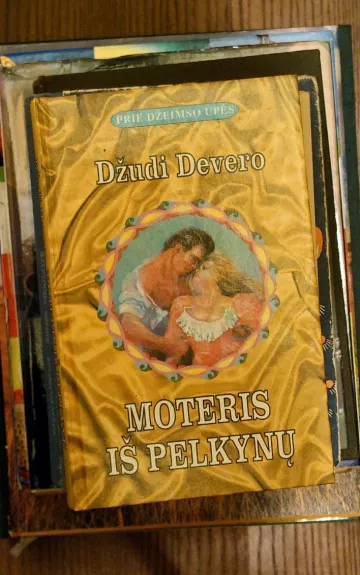 PRIE DŽEIMSO UPĖS
Džudi Devero
MOTERIS
IŠ PELKYNŲ